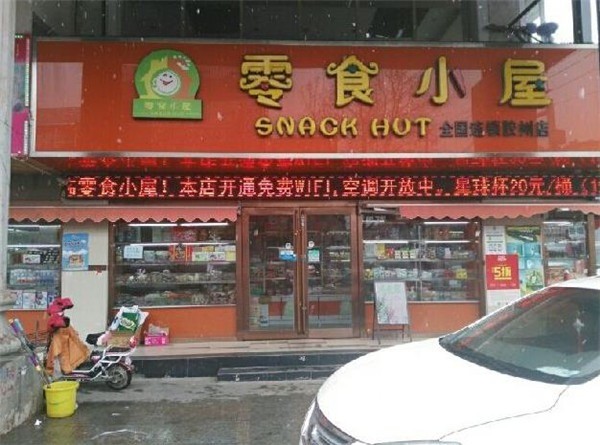 零食小屋
零食小屋
SNACK HUT 全国连锁胶州店
零食小屋！本店开通免费WIFI,空调开放中。星球杯20元/桶
5折